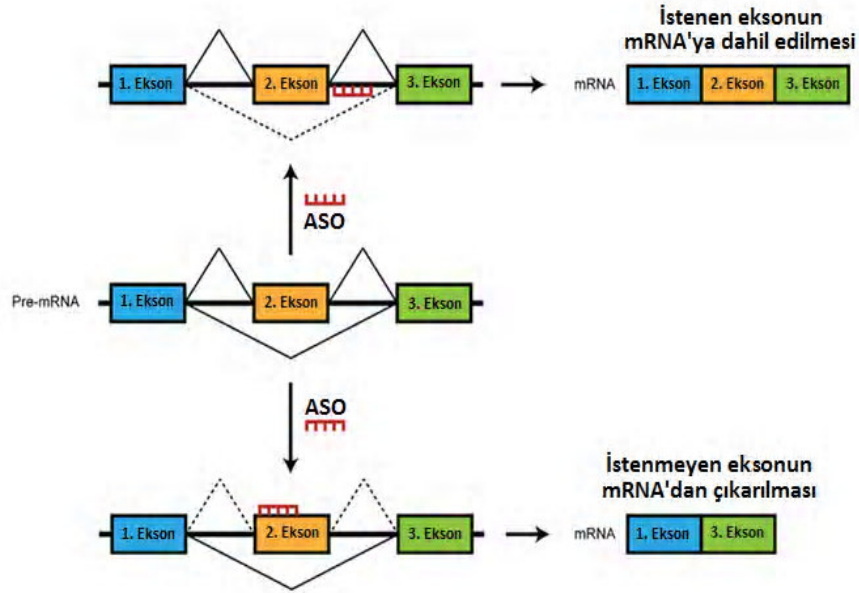 İstenen eksonun
mRNA'ya dahil edilmesi
1. Ekson
2. Ekson
3. Ekson
mRNA
1. Ekson
2. Ekson
3. Ekson
ASO
Pre-mRNA
1. Ekson
2. Ekson
3. Ekson
ASO
İstenmeyen eksonun
mRNA'dan çıkarılması
1. Ekson
2. Ekson
3. Ekson
mRNA
1. Ekson
3. Ekson